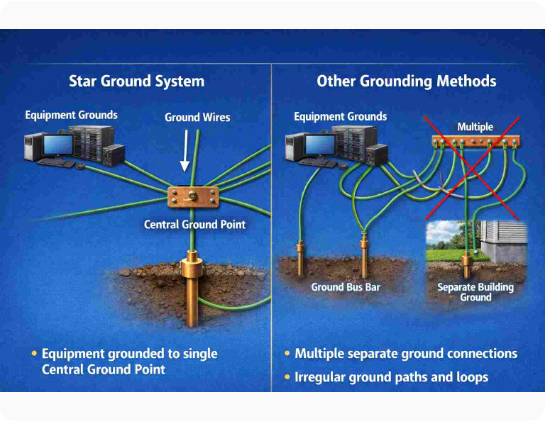 Star Ground System
Equipment Grounds
Ground Wires
Central Ground Point
• Equipment grounded to single
Central Ground Point
Other Grounding Methods
Equipment Grounds
Multiple
Ground Bus Bar
Separate Building
Ground
• Multiple separate ground connections
• Irregular ground paths and loops